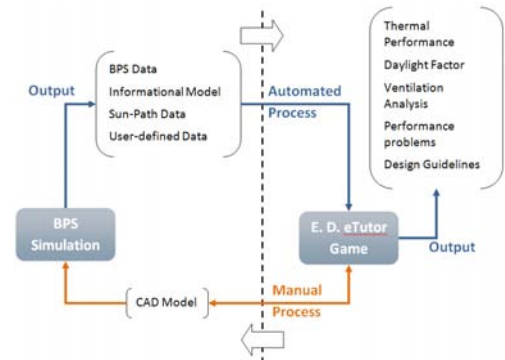 Output
BPS Data
Informational Model
Sun-Path Data
User-defined Data
Automated
Process
Thermal
Performance
Daylight Factor
Ventilation
Analysis
Performance
problems
Design Guidelines
BPS
Simulation
E. D. eTutor
Game
Output
CAD Model
Manual
Process